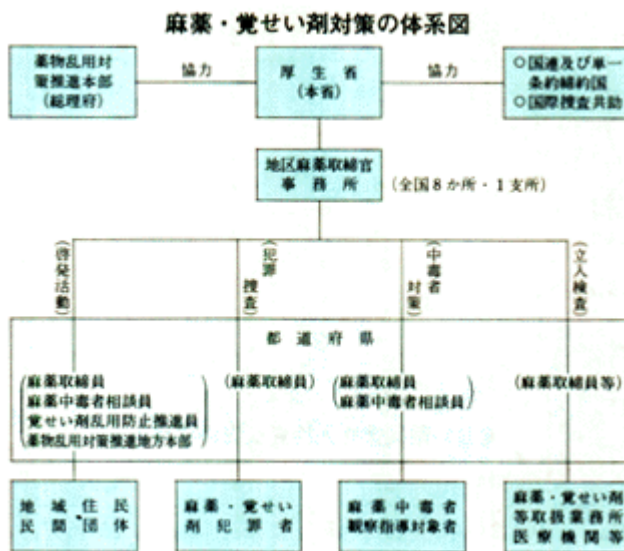 麻薬・覚せい剤対策の体系図
薬物乱用対
策推進本部
(総理府)
協力
厚生省
(本省)
協力
○国連及び単一
条約締約国
○国際捜査共助
地区麻薬取締官
事務所
(全国8か所・1支所)
(啓発活動)
(犯罪捜査)
(中毒者対策)
(立入検査)
都道府県
(麻薬取締員
麻薬中毒者相談員
覚せい剤乱用防止推進員
薬物乱用対策推進地方本部)
(麻薬取締員)
(麻薬取締員
麻薬中毒者相談員)
(麻薬取締員等)
地域住民、
民間団体
麻薬・覚せい
剤犯罪者
麻薬中毒者
観察指導対象者
麻薬・覚せい剤
等取扱業務所
医療機関等